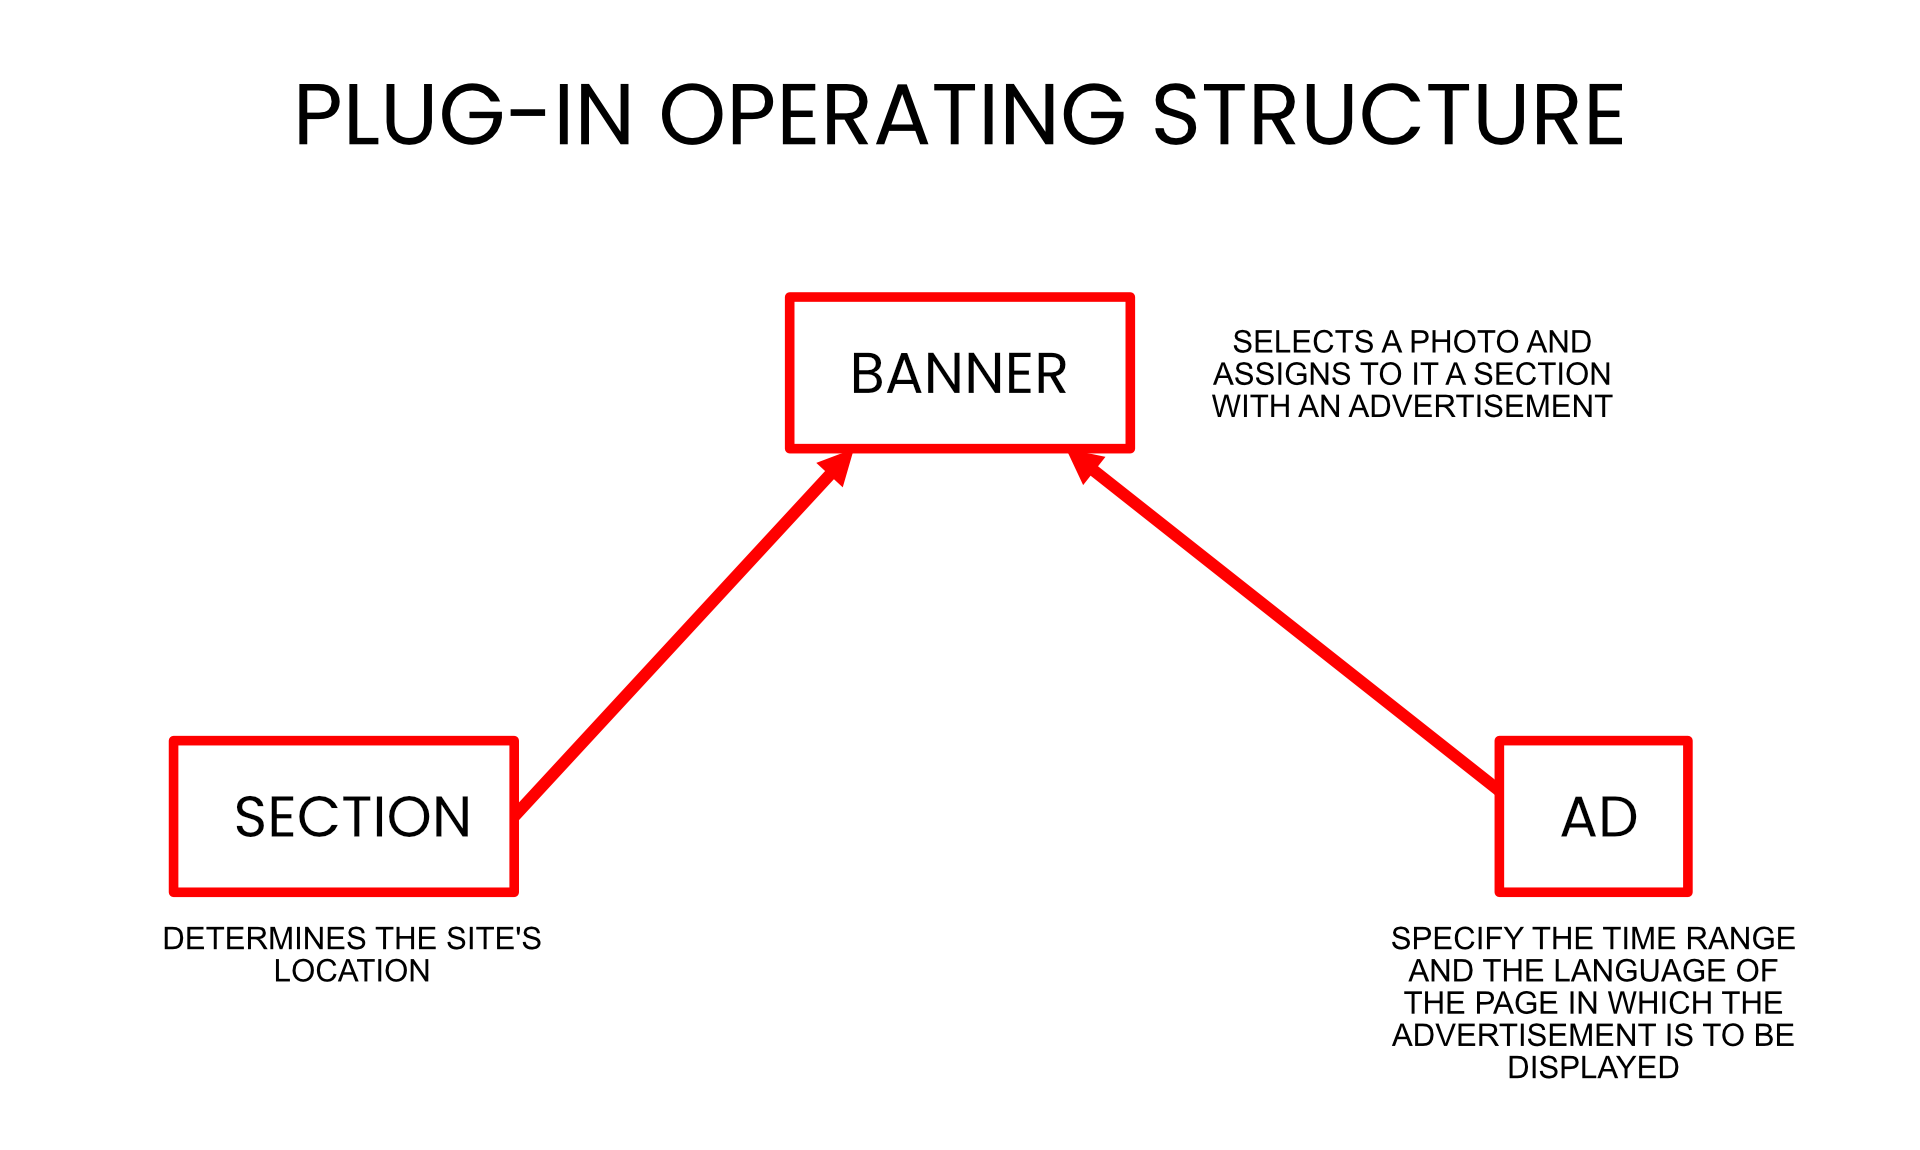 PLUG-IN OPERATING STRUCTURE
BANNER
SELECTS A PHOTO AND
ASSIGNS TO IT A SECTION
WITH AN ADVERTISEMENT
SECTION
DETERMINES THE SITE'S
LOCATION
AD
SPECIFY THE TIME RANGE
AND THE LANGUAGE OF
THE PAGE IN WHICH THE
ADVERTISEMENT IS TO BE
DISPLAYED